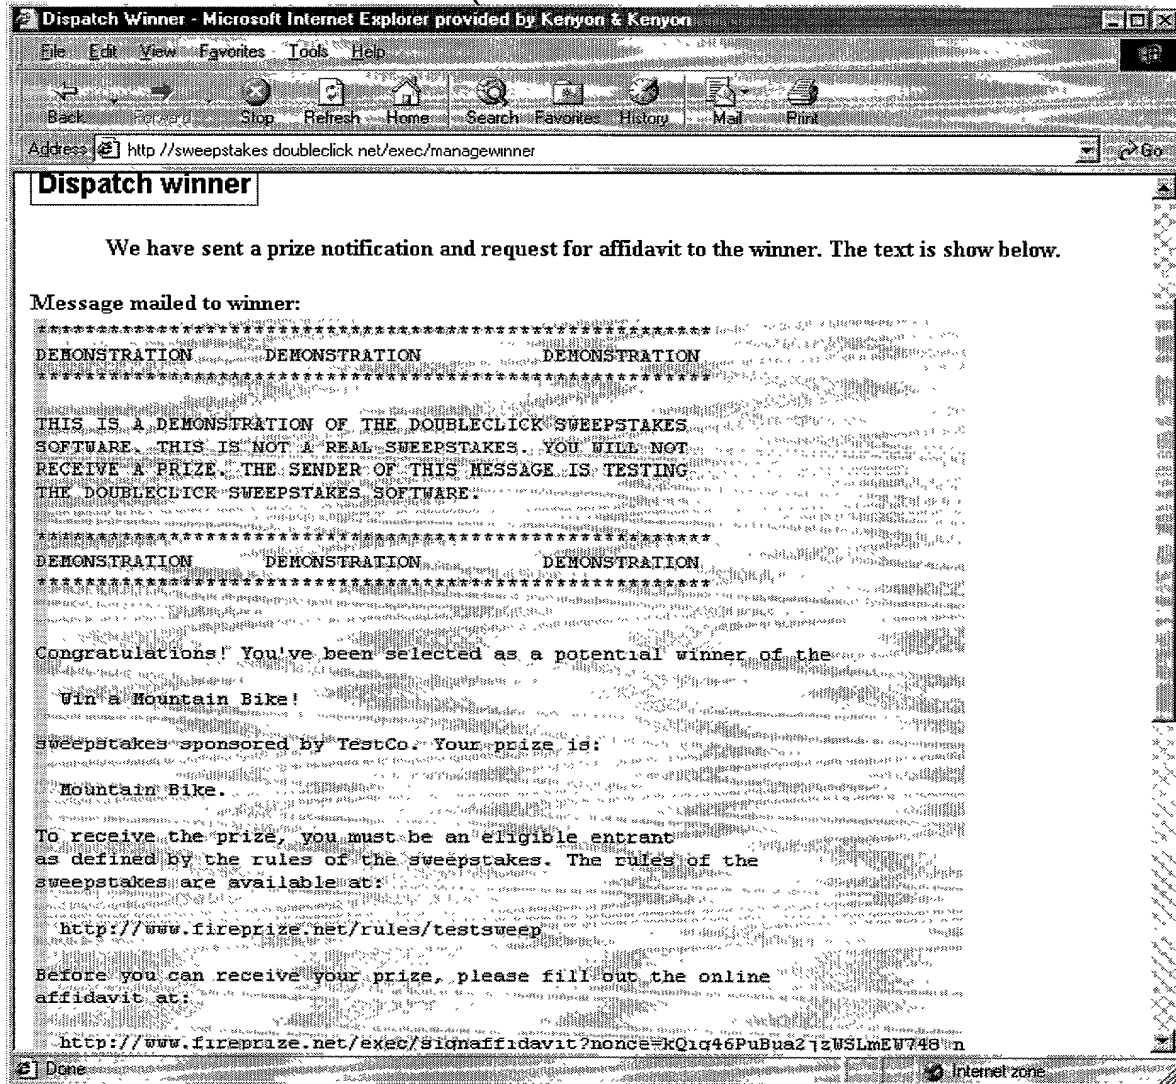 Dispatch Winner - Microsoft Internet Explorer provided by Kenyon & Kenyon
File Edit View Favorites Tools Help
Back Forward Stop Refresh Home Search Favorites History Mail Print
Address http //sweepstakes doubleclick net/exec/managewinner Go
Dispatch winner
We have sent a prize notification and request for affidavit to the winner. The text is show below.
Message mailed to winner:
********************************************************
DEMONSTRATION DEMONSTRATION DEMONSTRATION
********************************************************
THIS IS A DEMONSTRATION OF THE DOUBLECLICK SWEEPSTAKES
SOFTWARE. THIS IS NOT A REAL SWEEPSTAKES. YOU WILL NOT
RECEIVE A PRIZE. THE SENDER OF THIS MESSAGE IS TESTING
THE DOUBLECLICK SWEEPSTAKES SOFTWARE.
********************************************************
DEMONSTRATION DEMONSTRATION DEMONSTRATION
********************************************************
Congratulations! You've been selected as a potential winner of the
Win a Mountain Bike!
sweepstakes sponsored by TestCo. Your prize is:
Mountain Bike.
To receive the prize, you must be an eligible entrant
as defined by the rules of the sweepstakes. The rules of the
sweepstakes are available at:
http://www.fireprize.net/rules/testsweep
Before you can receive your prize, please fill out the online
affidavit at:
Done Internet zone